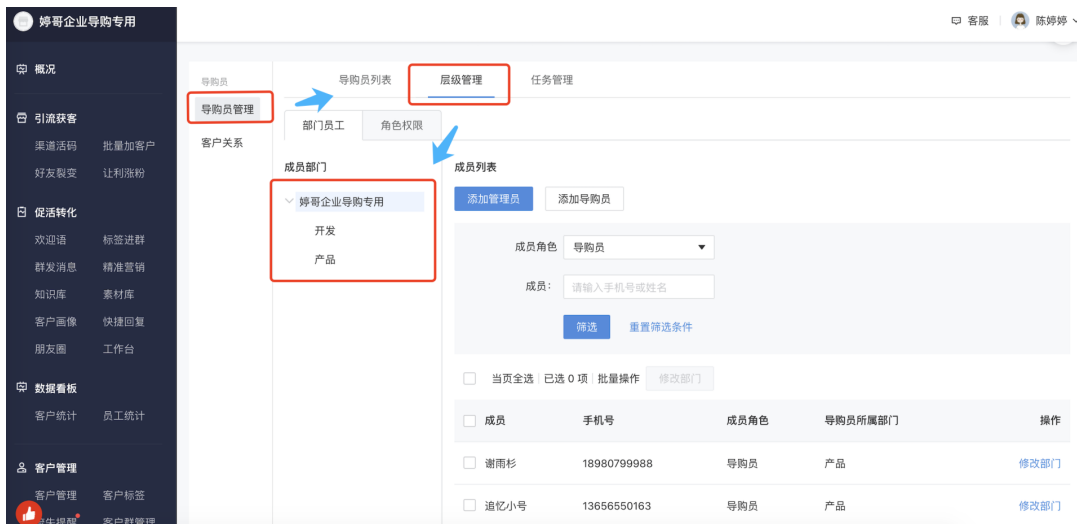 婷哥企业导购专用
客服
陈婷婷
概况
引流获客
渠道活码 批量加客户
好友裂变 让利涨粉
促活转化
欢迎语 标签进群
群发消息 精准营销
知识库 素材库
客户画像 快捷回复
朋友圈 工作台
数据看板
客户统计 员工统计
客户管理
客户管理 客户标签
客户群管理
导购员
导购员管理
客户关系
导购员列表 层级管理 任务管理
部门员工 角色权限
成员部门
婷哥企业导购专用
开发
产品
成员列表
添加管理员 添加导购员
成员角色 导购员
成员： 请输入手机号或姓名
筛选 重置筛选条件
当页全选 已选 0 项 批量操作 修改部门
成员 手机号 成员角色 导购员所属部门 操作
谢雨杉 18980799988 导购员 产品 修改部门
追忆小号 13656550163 导购员 产品 修改部门